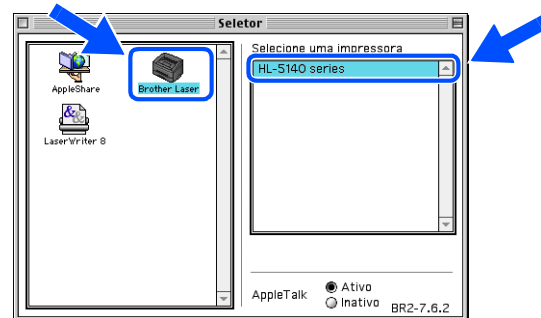 Seletor
AppleShare
Brother Laser
LaserWriter 8
Selecione uma impressora
HL-5140 series
AppleTalk
Ativo
Inativo
BR2-7.6.2